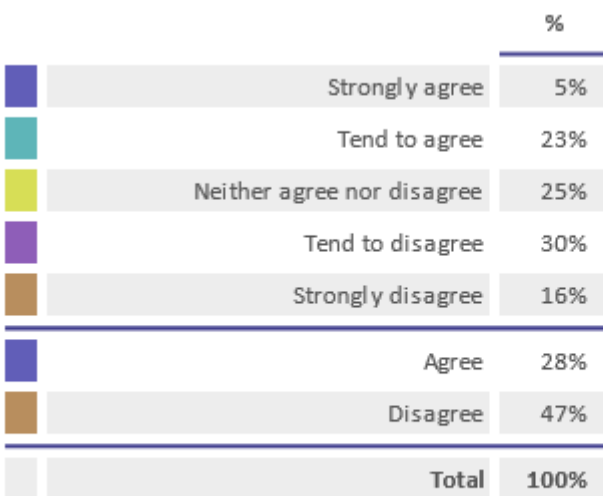 %
Strongly agree 5%
Tend to agree 23%
Neither agree nor disagree 25%
Tend to disagree 30%
Strongly disagree 16%
Agree 28%
Disagree 47%
Total 100%